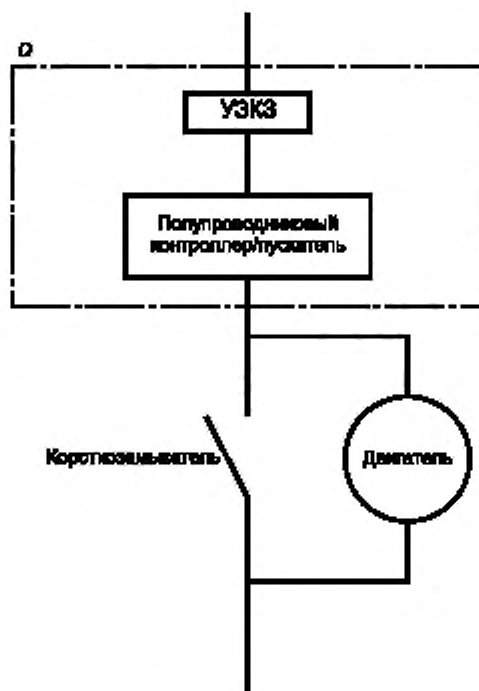 a
УЗКЗ
Полупроводниковый
контроллер/пускатель
Короткозамыкатель
Двигатель